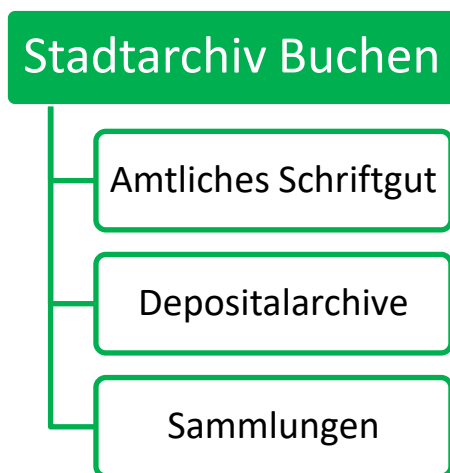 Stadtarchiv Buchen
Amtliches Schriftgut
Depositalarchive
Sammlungen